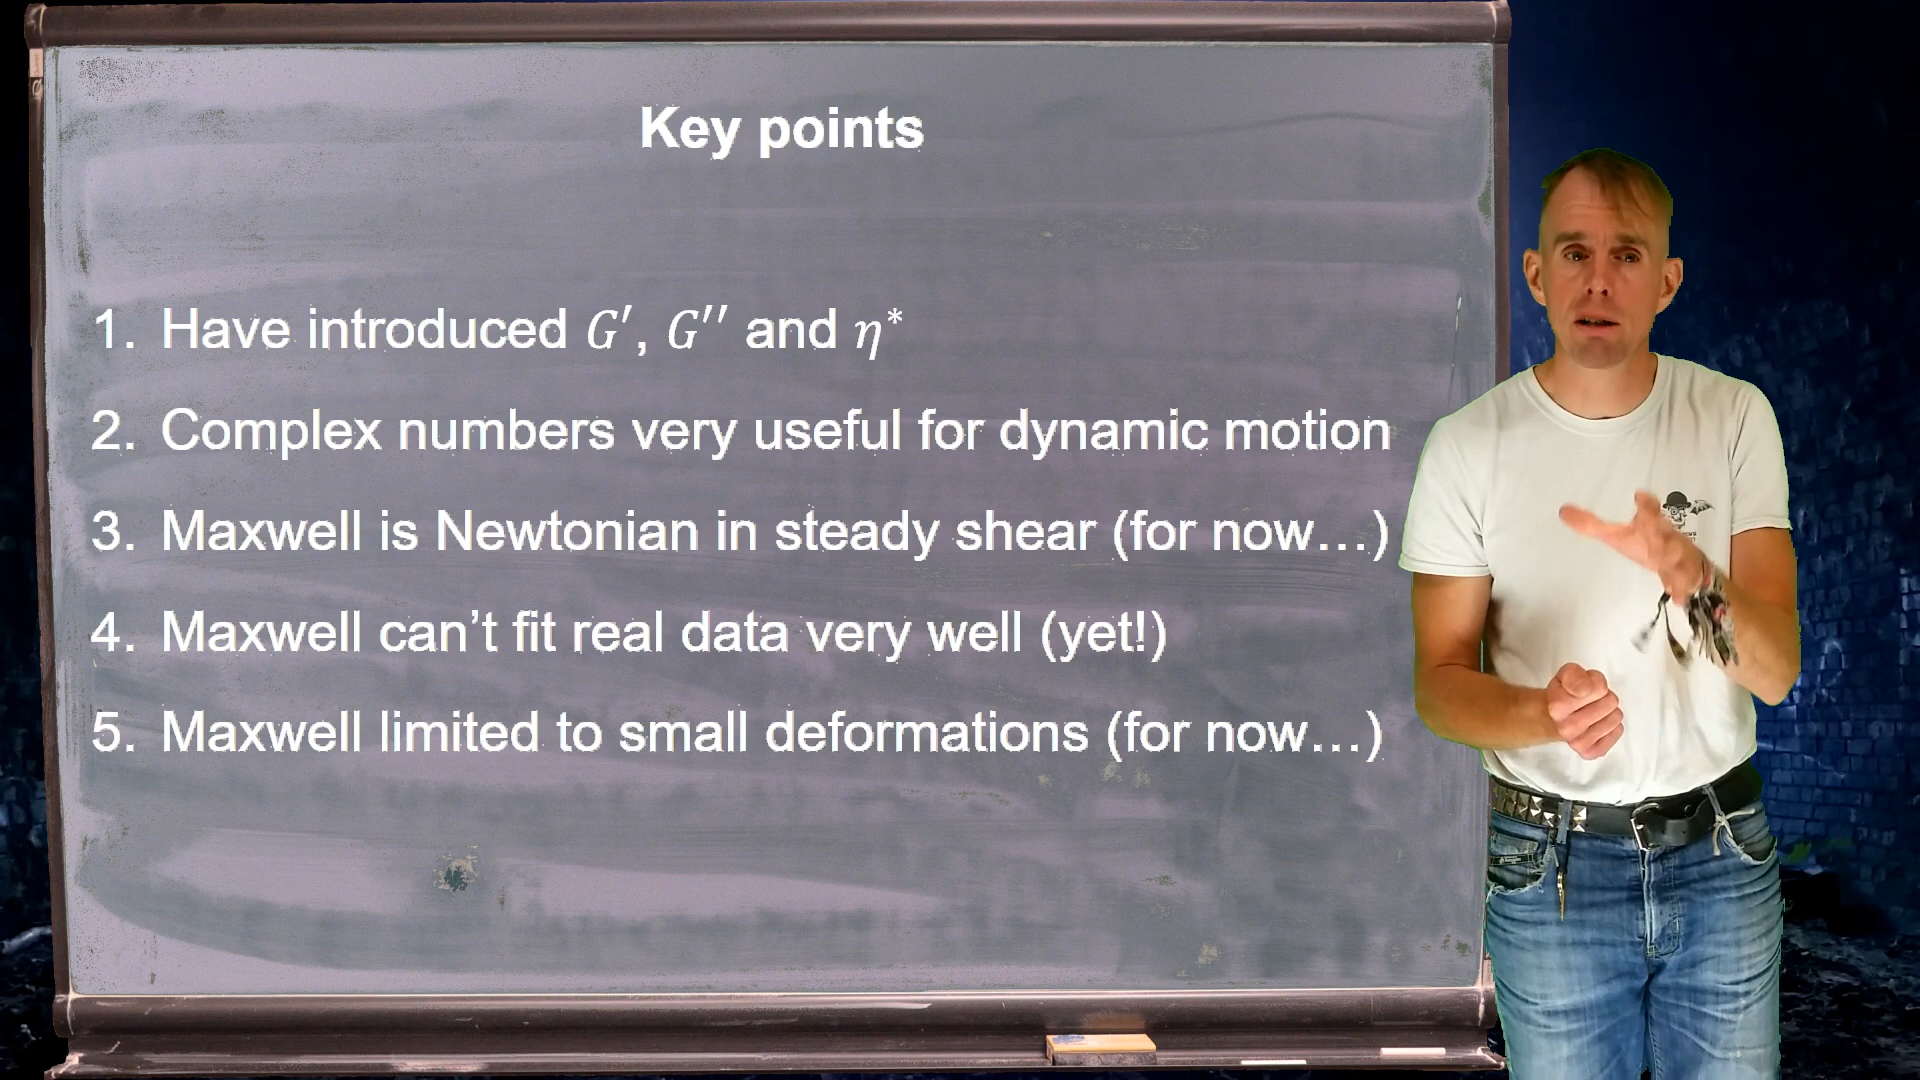 Key points
1. Have introduced G′, G′′ and η*
2. Complex numbers very useful for dynamic motion
3. Maxwell is Newtonian in steady shear (for now…)
4. Maxwell can’t fit real data very well (yet!)
5. Maxwell limited to small deformations (for now…)